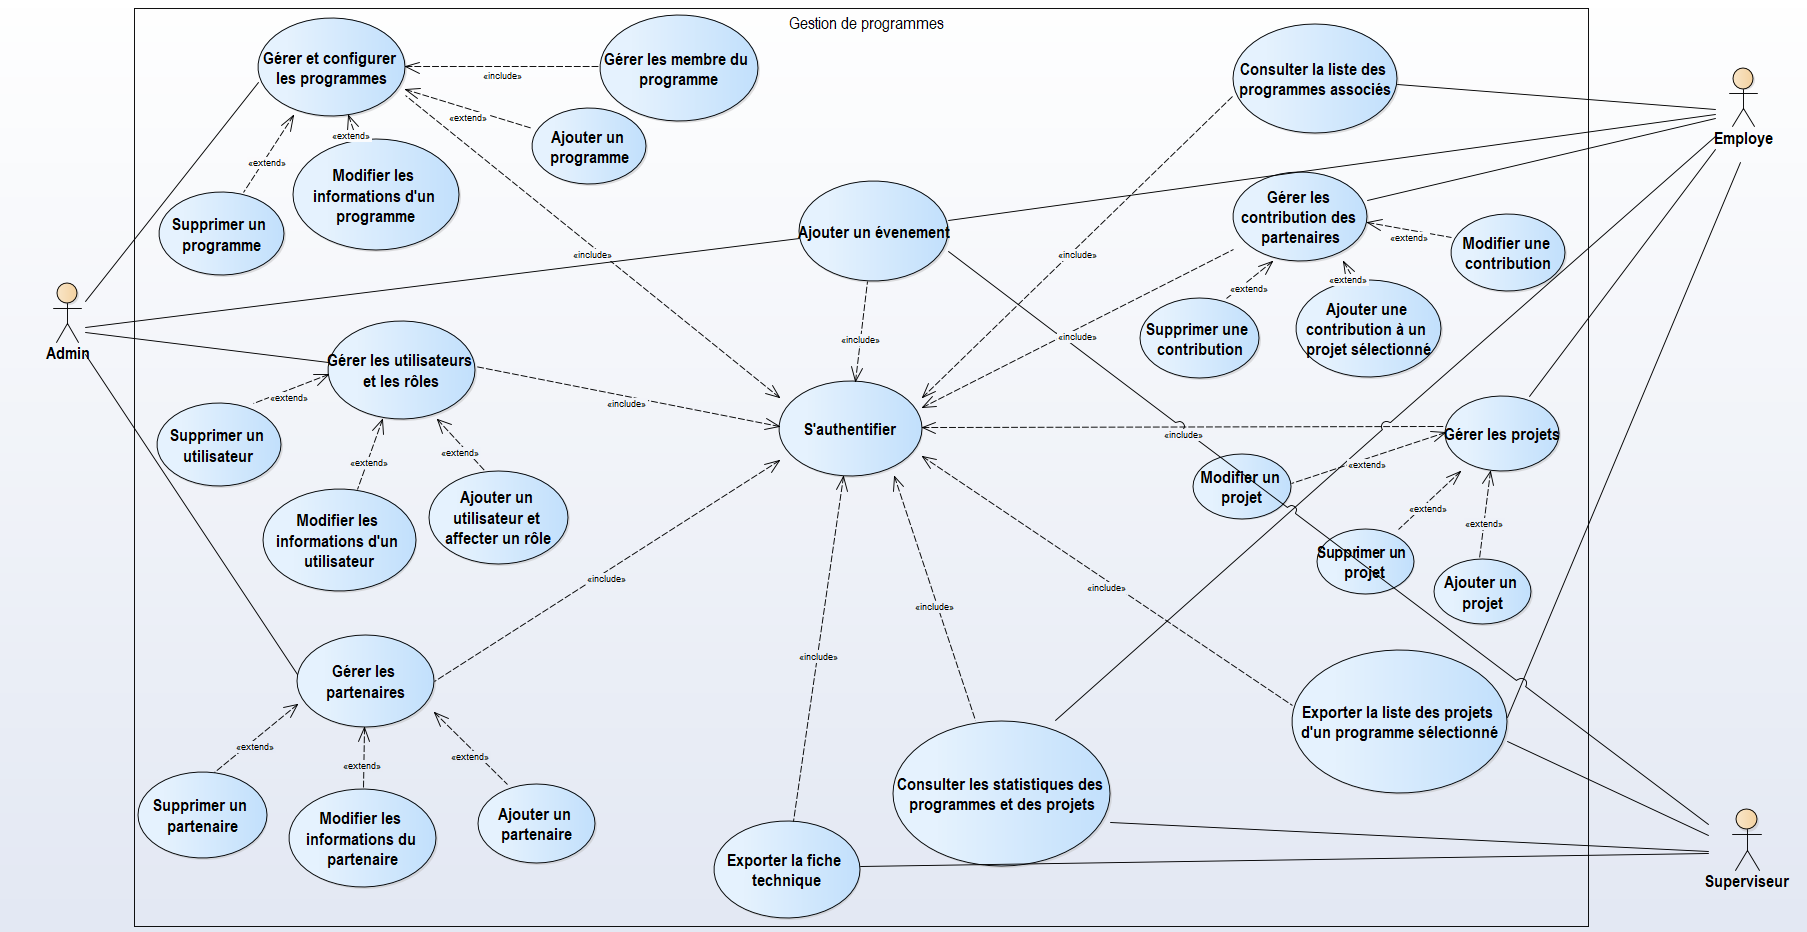 Gestion de programmes
Gérer et configurer
les programmes
«include»
Gérer les membre du
programme
«extend»
Ajouter un
programme
«extend»
Modifier les
informations d'un
programme
«extend»
Supprimer un
programme
«include»
Consulter la liste des
programmes associés
Employe
Ajouter un évenement
«include»
«include»
Gérer les
contribution des
partenaires
«extend»
Modifier une
contribution
«extend»
Supprimer une
contribution
«extend»
Ajouter une
contribution à un
projet sélectionné
«include»
Admin
Gérer les utilisateurs
et les rôles
«include»
«extend»
Supprimer un
utilisateur
«extend»
Modifier les
informations d'un
utilisateur
«extend»
Ajouter un
utilisateur et
affecter un rôle
S'authentifier
«include»
Gérer les projets
«extend»
Modifier un
projet
«extend»
Supprimer un
projet
«extend»
Ajouter un
projet
«include»
«include»
«include»
«include»
Gérer les
partenaires
«extend»
Supprimer un
partenaire
«extend»
Modifier les
informations du
partenaire
«extend»
Ajouter un
partenaire
Exporter la fiche
technique
Consulter les statistiques des
programmes et des projets
Exporter la liste des projets
d'un programme sélectionné
Superviseur